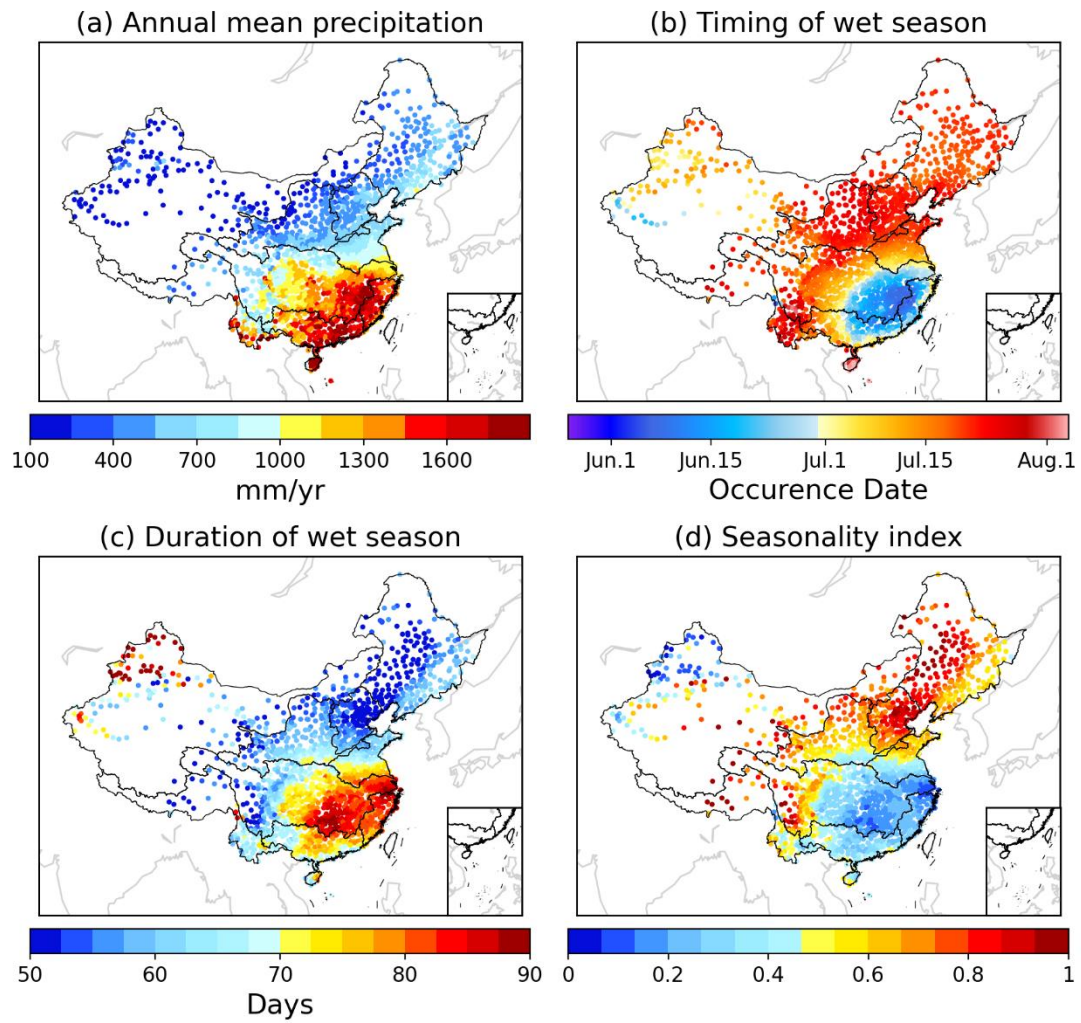 (a) Annual mean precipitation
(b) Timing of wet season
100 400 700 1000 1300 1600
mm/yr
Jun.1 Jun.15 Jul.1 Jul.15 Aug.1
Occurence Date
(c) Duration of wet season
(d) Seasonality index
50 60 70 80 90
Days
0 0.2 0.4 0.6 0.8 1